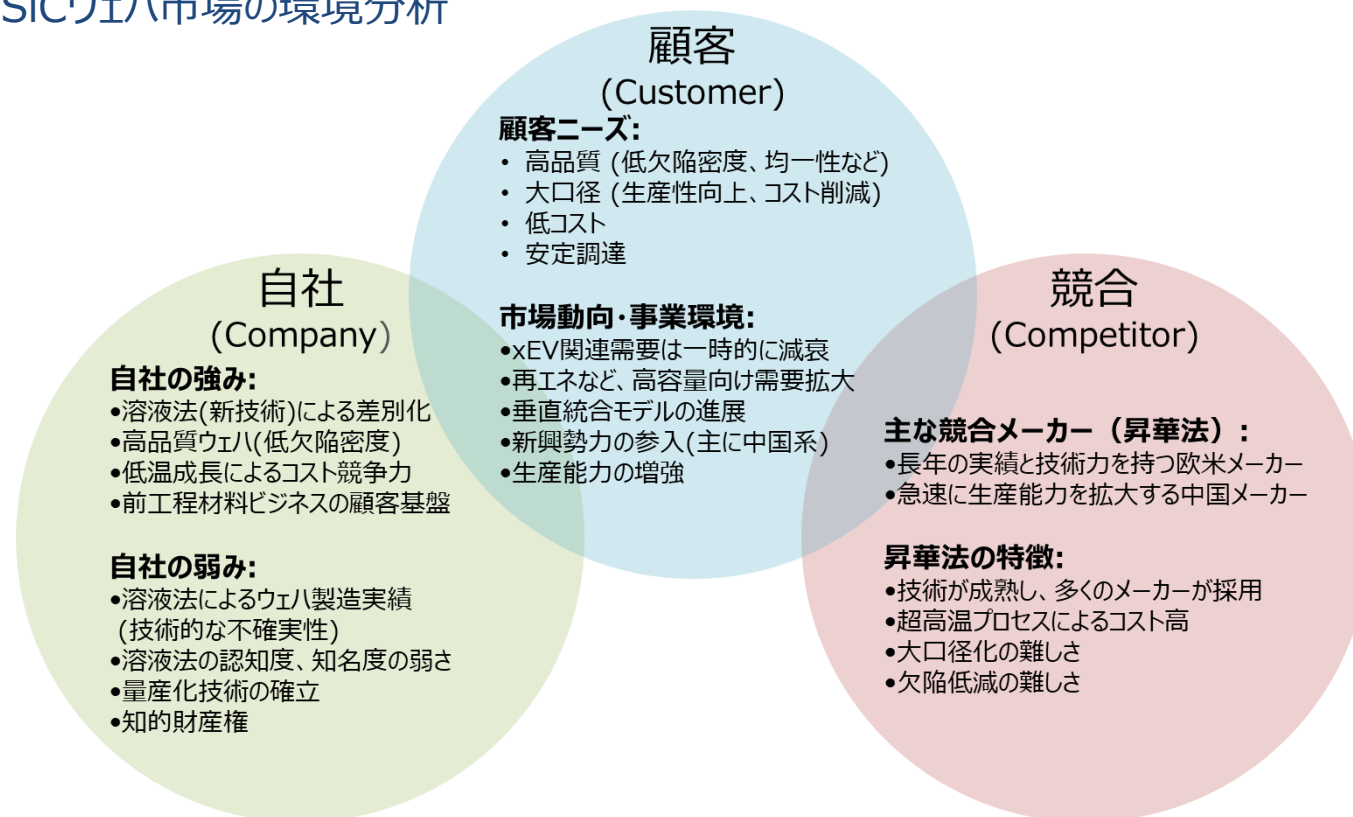 SiCウェハ市場の環境分析
顧客
(Customer)
顧客ニーズ:
• 高品質 (低欠陥密度、均一性など)
• 大口径 (生産性向上、コスト削減)
• 低コスト
• 安定調達
市場動向･事業環境:
•xEV関連需要は一時的に減衰
•再エネなど、高容量向け需要拡大
•垂直統合モデルの進展
•新興勢力の参入(主に中国系)
•生産能力の増強
自社
(Company)
自社の強み:
•溶液法(新技術)による差別化
•高品質ウェハ(低欠陥密度)
•低温成長によるコスト競争力
•前工程材料ビジネスの顧客基盤
自社の弱み:
•溶液法によるウェハ製造実績
(技術的な不確実性)
•溶液法の認知度、知名度の弱さ
•量産化技術の確立
•知的財産権
競合
(Competitor)
主な競合メーカー（昇華法）:
•長年の実績と技術力を持つ欧米メーカー
•急速に生産能力を拡大する中国メーカー
昇華法の特徴:
•技術が成熟し、多くのメーカーが採用
•超高温プロセスによるコスト高
•大口径化の難しさ
•欠陥低減の難しさ